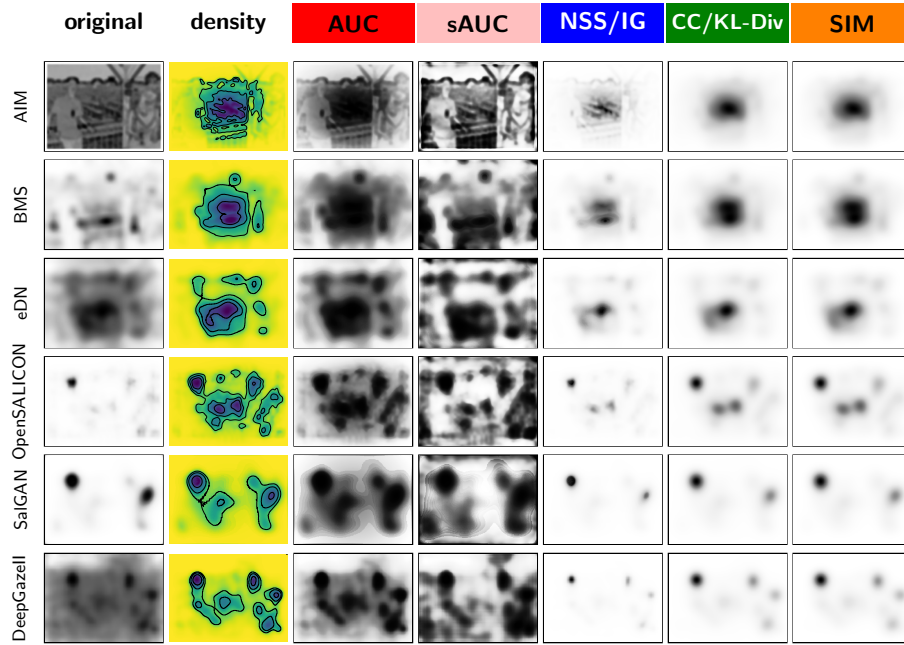 original density AUC sAUC NSS/IG CC/KL-Div SIM
AIM
BMS
eDN
OpenSALICON
SalGAN
DeepGazeII